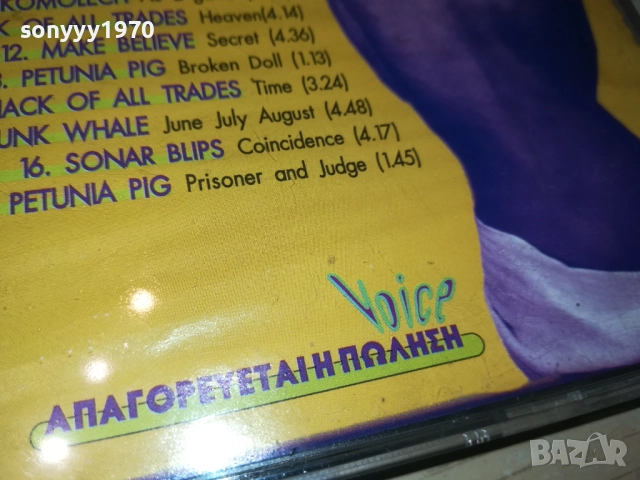 sonyyy1970
OF ALL TRADES Heaven(4.14)
12. MAKE BELIEVE Secret (4.36)
PETUNIA PIG Broken Doll (1.13)
OF ALL TRADES Time (3.24)
WHALE June July August (4.48)
16. SONAR BLIPS Coincidence (4.17)
PETUNIA PIG Prisoner and Judge (1.45)
Voice
ΑΠΑΓΟΡΕΥΕΤΑΙ Η ΠΩΛΗΣΗ
BAZAR